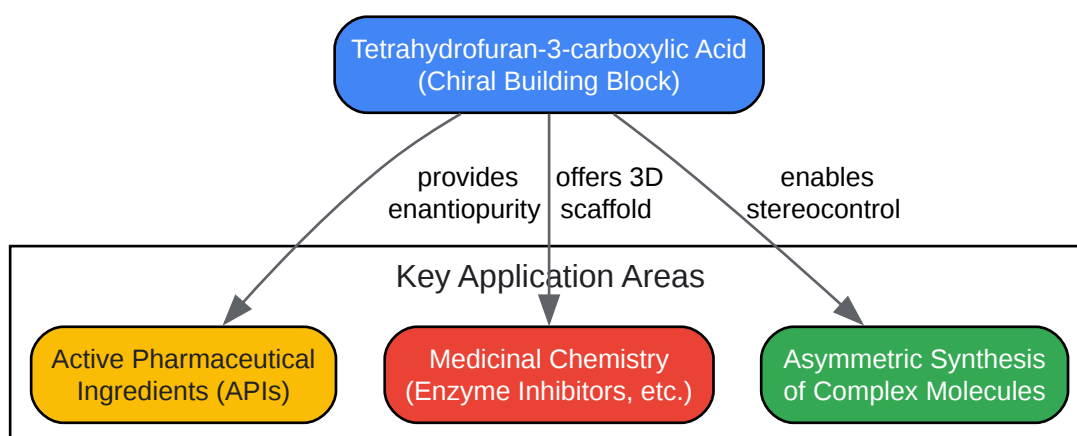 Tetrahydrofuran-3-carboxylic Acid
(Chiral Building Block)
provides
enantiopurity
offers 3D
scaffold
enables
stereocontrol
Key Application Areas
Active Pharmaceutical
Ingredients (APIs)
Medicinal Chemistry
(Enzyme Inhibitors, etc.)
Asymmetric Synthesis
of Complex Molecules